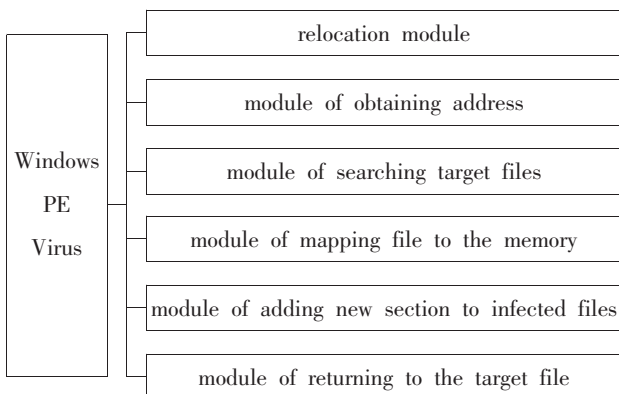 Windows
PE
Virus
relocation module
module of obtaining address
module of searching target files
module of mapping file to the memory
module of adding new section to infected files
module of returning to the target file